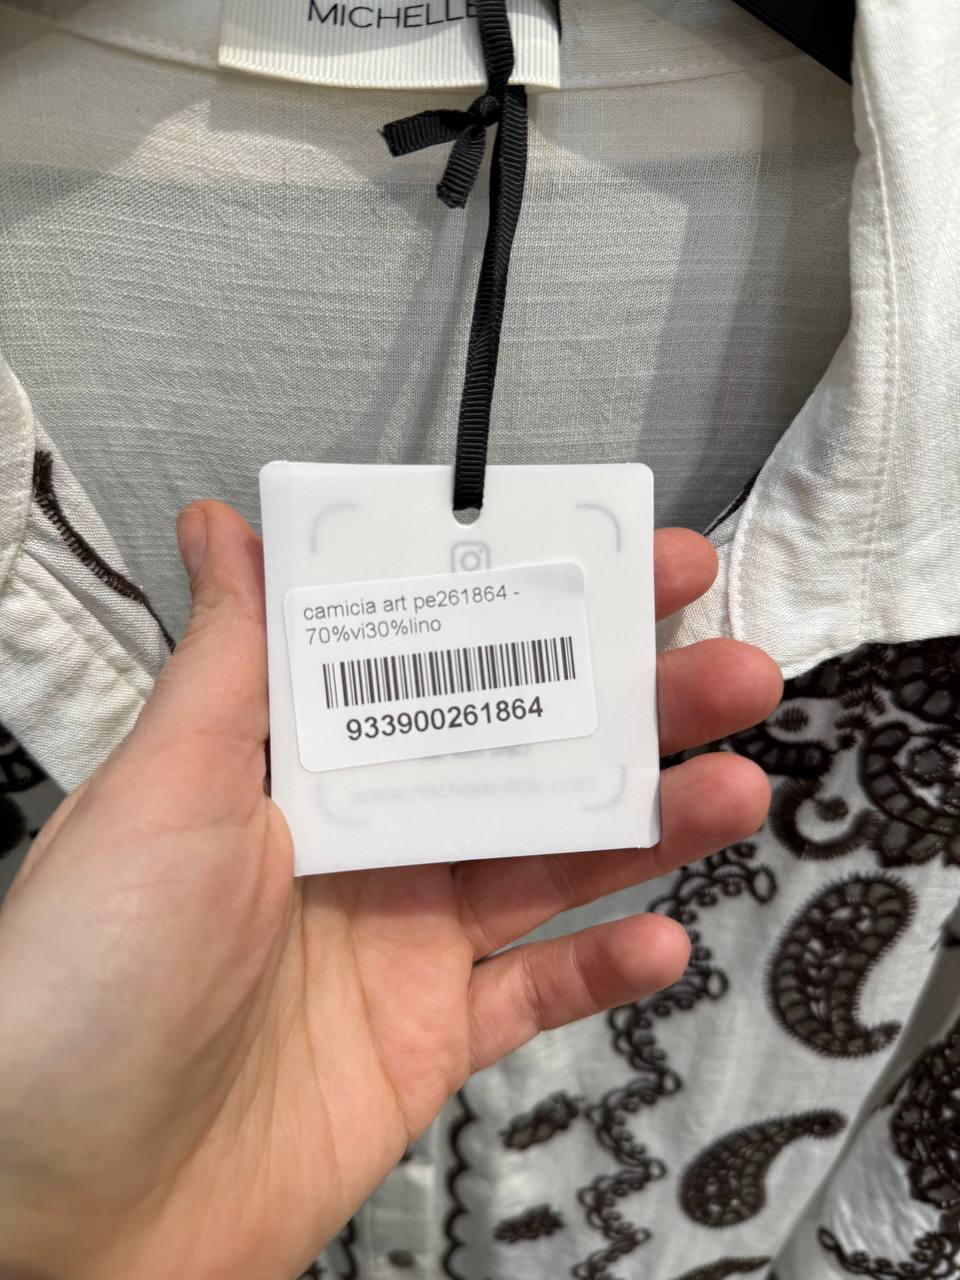 MICHELLE
camicia art pe261864 -
70%vi30%lino
933900261864